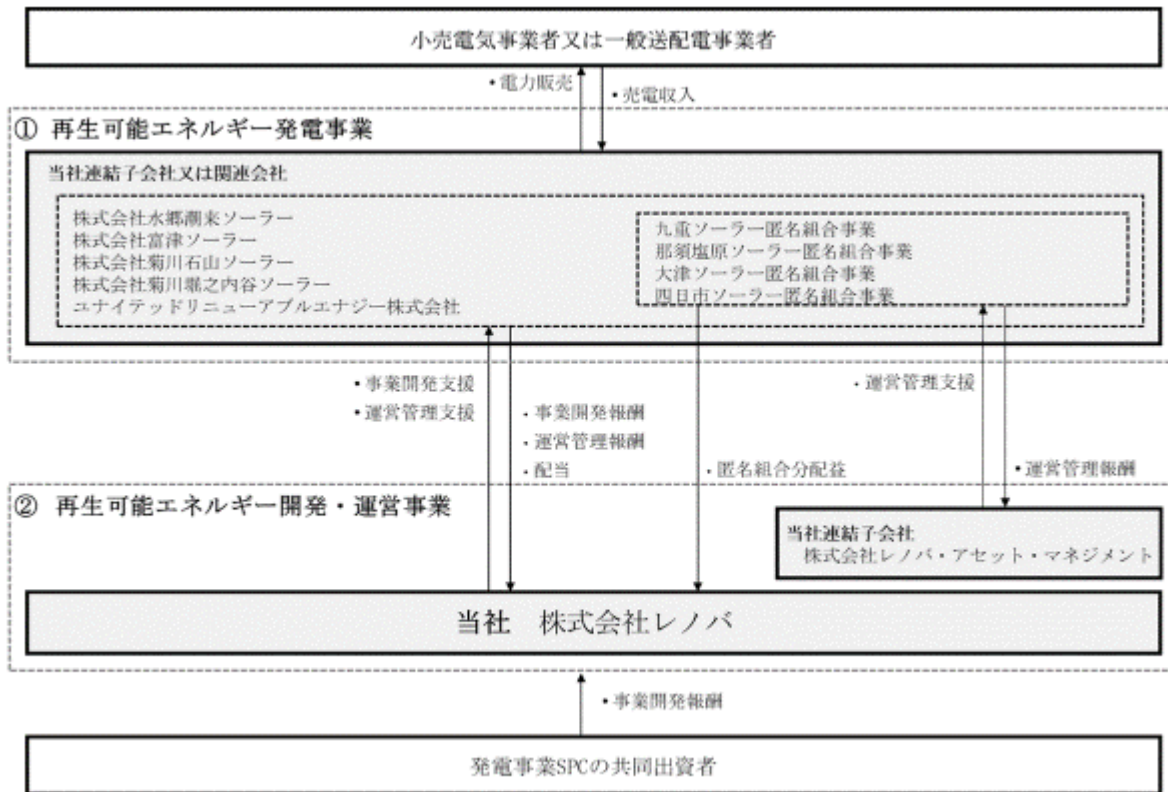 小売電気事業者又は一般送配電事業者
・電力販売
・売電収入
① 再生可能エネルギー発電事業
当社連結子会社又は関連会社
株式会社水郷潮来ソーラー
株式会社富津ソーラー
株式会社菊川石山ソーラー
株式会社菊川堀之内谷ソーラー
ユナイテッドリニューアブルエナジー株式会社
九重ソーラー匿名組合事業
那須塩原ソーラー匿名組合事業
大津ソーラー匿名組合事業
四日市ソーラー匿名組合事業
・事業開発支援
・運営管理支援
・事業開発報酬
・運営管理報酬
・配当
・匿名組合分配益
・運営管理支援
・運営管理報酬
② 再生可能エネルギー開発・運営事業
当社連結子会社
株式会社レノバ・アセット・マネジメント
当社 株式会社レノバ
・事業開発報酬
発電事業SPCの共同出資者